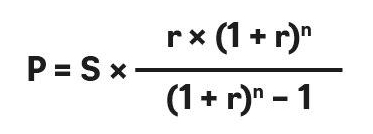 P = S × r × (1 + r)ⁿ
(1 + r)ⁿ − 1